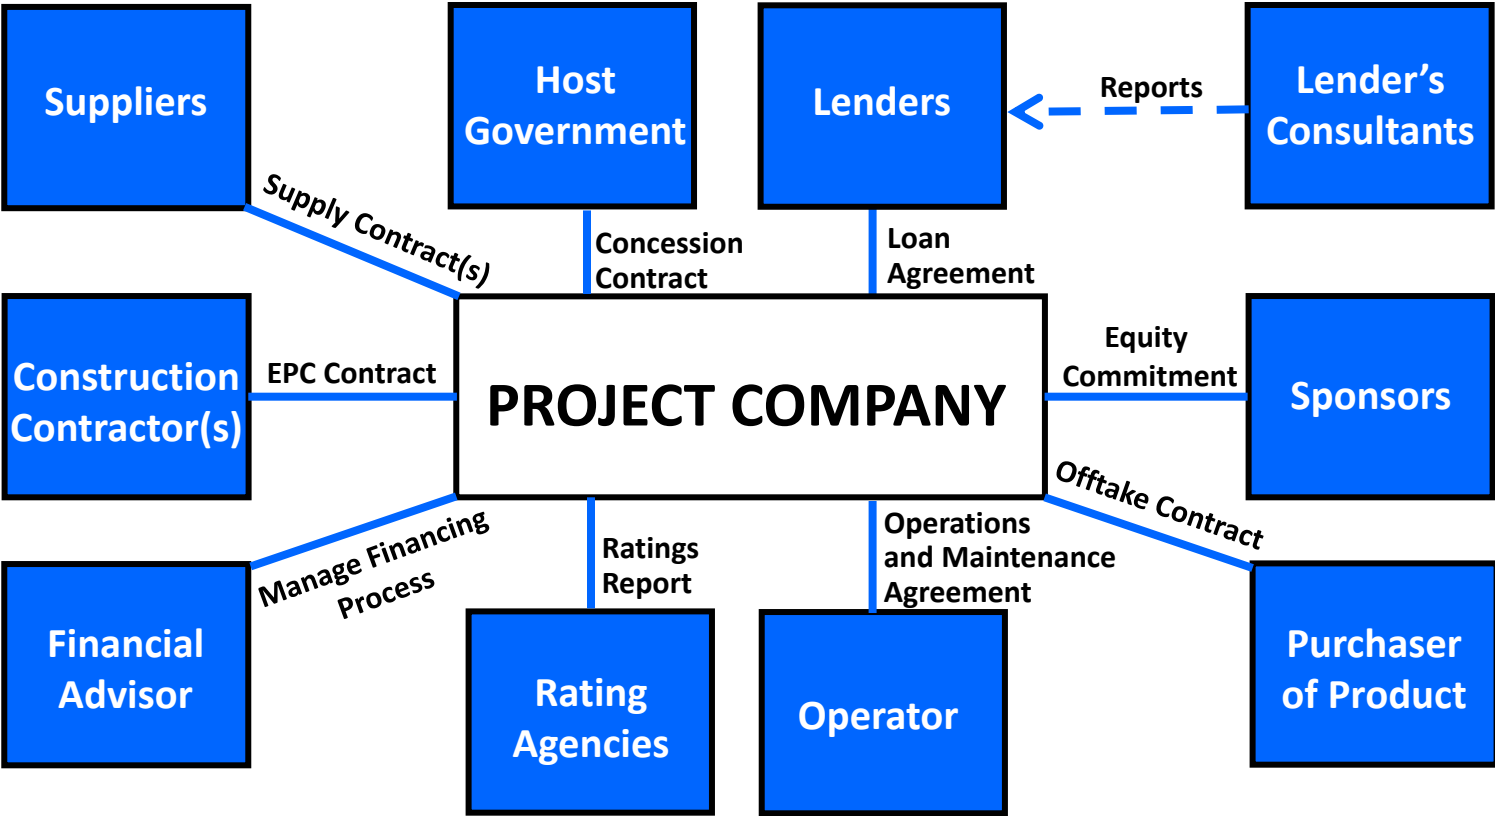 Suppliers
Host
Government
Lenders
Reports
Lender’s
Consultants
Supply Contract(s)
Concession
Contract
Loan
Agreement
Construction
Contractor(s)
EPC Contract
PROJECT COMPANY
Equity
Commitment
Sponsors
Manage Financing
Process
Ratings
Report
Operations
and Maintenance
Agreement
Offtake Contract
Financial
Advisor
Rating
Agencies
Operator
Purchaser
of Product